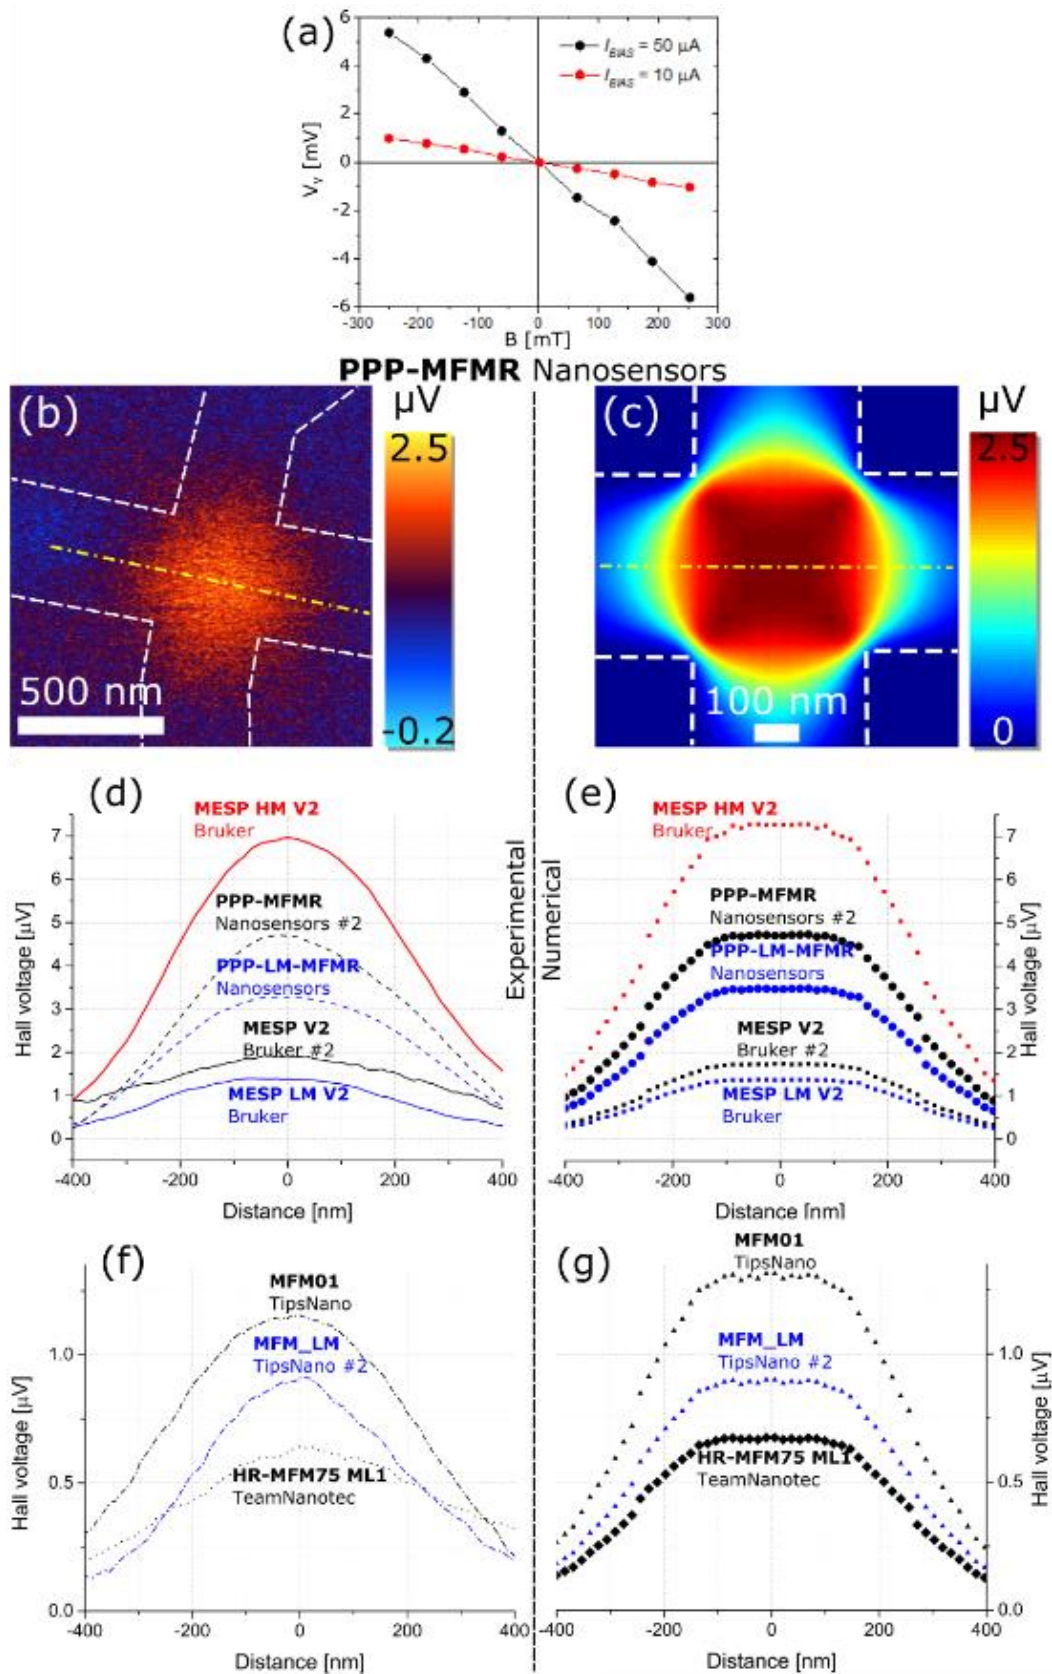 (a)
6
4
2
0
-2
-4
-6
V_y [mV]
I_BIAS = 50 µA
I_BIAS = 10 µA
-300 -200 -100 0 100 200 300
B [mT]
PPP-MFMR Nanosensors
(b)
µV
2.5
-0.2
500 nm
(c)
µV
2.5
0
100 nm
Experimental
Numerical
(d)
MESP HM V2
Bruker
PPP-MFMR
Nanosensors #2
PPP-LM-MFMR
Nanosensors
MESP V2
Bruker #2
MESP LM V2
Bruker
7
6
5
4
3
2
1
0
Hall voltage [µV]
-400 -200 0 200 400
Distance [nm]
(e)
MESP HM V2
Bruker
PPP-MFMR
Nanosensors #2
PPP-LM-MFMR
Nanosensors
MESP V2
Bruker #2
MESP LM V2
Bruker
7
6
5
4
3
2
1
0
Hall voltage [µV]
-400 -200 0 200 400
Distance [nm]
(f)
MFM01
TipsNano
MFM_LM
TipsNano #2
HR-MFM75 ML1
TeamNanotec
1.0
0.5
0.0
Hall voltage [µV]
-400 -200 0 200 400
Distance [nm]
(g)
MFM01
TipsNano
MFM_LM
TipsNano #2
HR-MFM75 ML1
TeamNanotec
1.0
0.5
0.0
Hall voltage [µV]
-400 -200 0 200 400
Distance [nm]